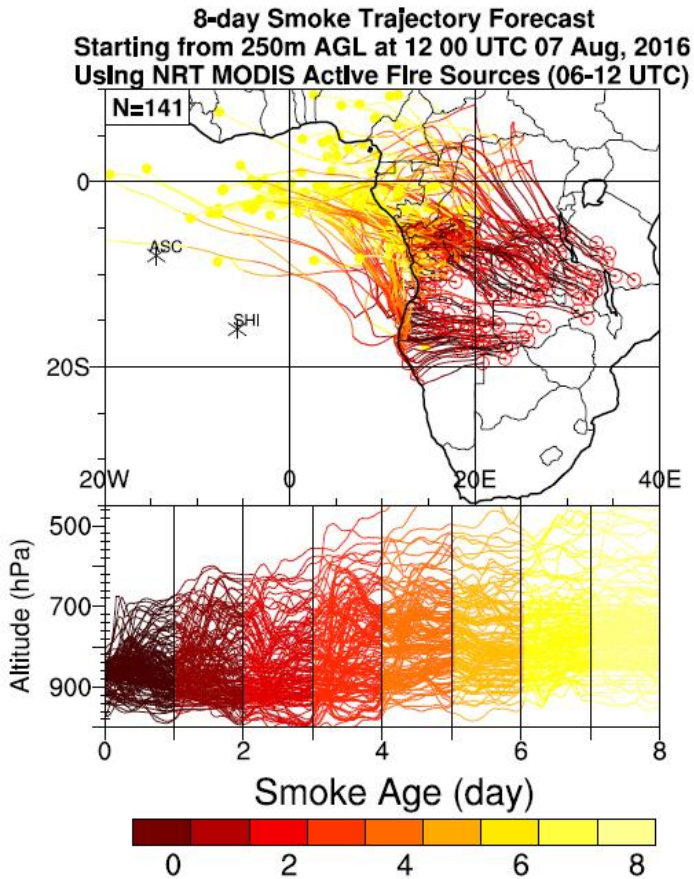 8-day Smoke Trajectory Forecast
Starting from 250m AGL at 12 00 UTC 07 Aug, 2016
Using NRT MODIS Active Fire Sources (06-12 UTC)
N=141
0
ASC
SHI
20S
20W 0 20E 40E
500
700
900
Altitude (hPa)
0 2 4 6 8
Smoke Age (day)
0 2 4 6 8